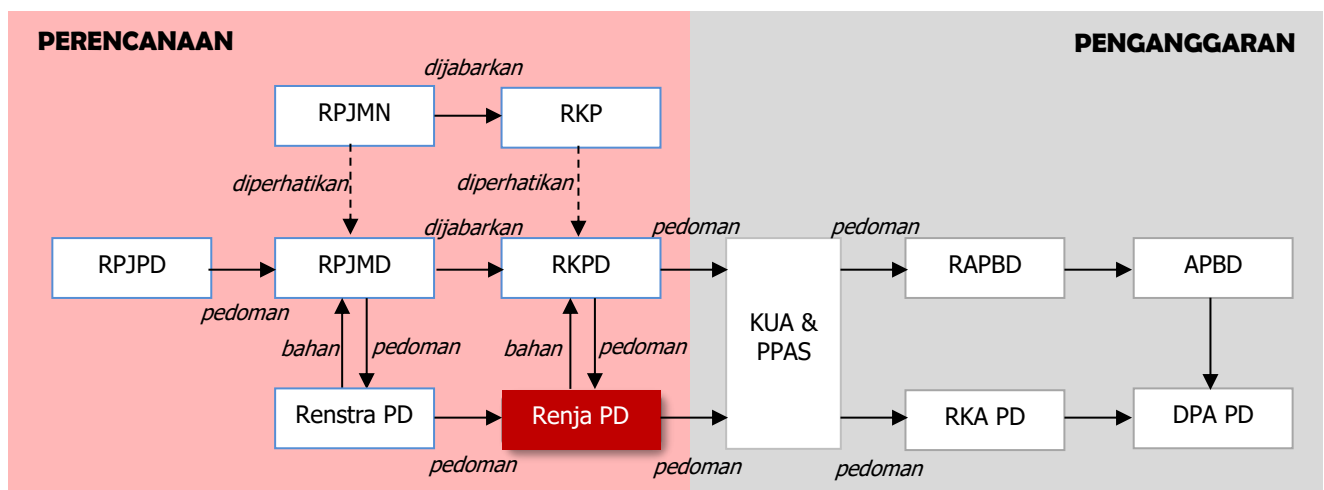 PERENCANAAN
PENGANGGARAN
dijabarkan
RPJMN
RKP
diperhatikan
diperhatikan
dijabarkan
pedoman
pedoman
RPJPD
RPJMD
RKPD
RAPBD
APBD
pedoman
KUA &
PPAS
bahan
pedoman
bahan
pedoman
Renstra PD
Renja PD
RKA PD
DPA PD
pedoman
pedoman
pedoman